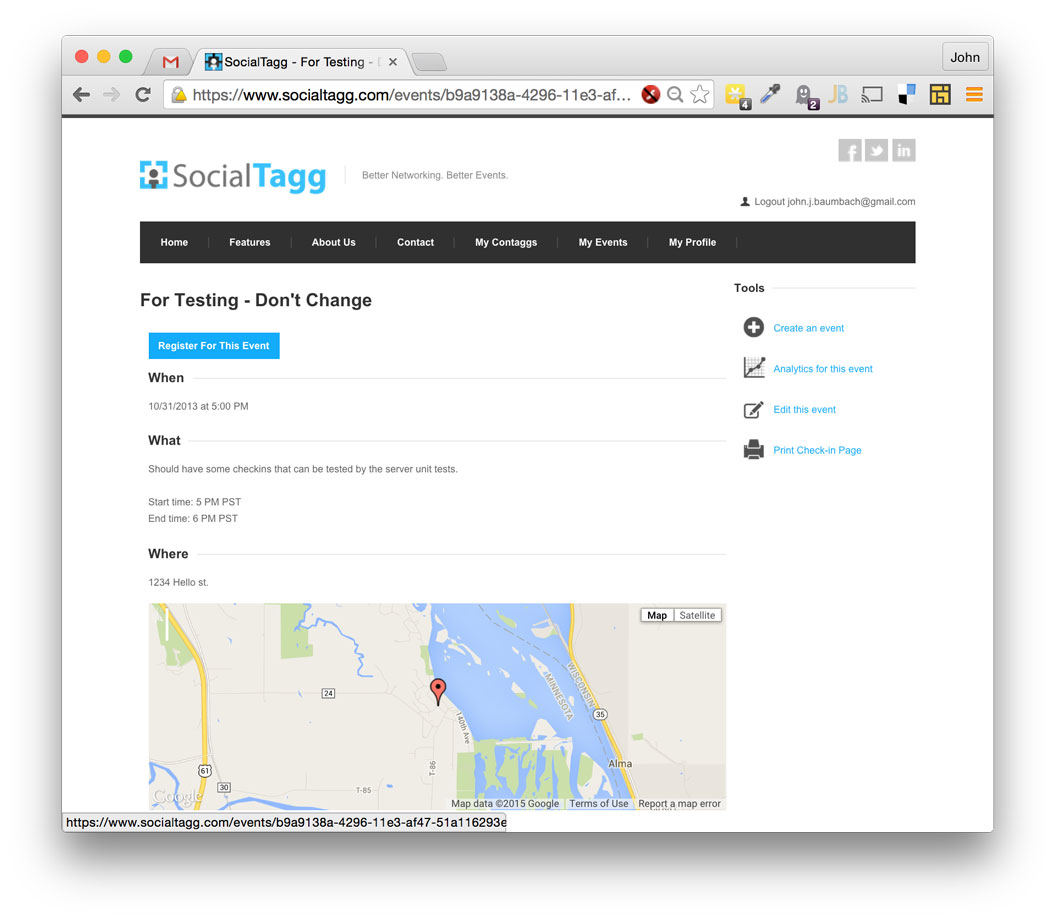 John
SocialTagg - For Testing -
https://www.socialtagg.com/events/b9a9138a-4296-11e3-af...
4
2
JB
SocialTagg
Better Networking. Better Events.
Logout john.j.baumbach@gmail.com
Home
Features
About Us
Contact
My Contaggs
My Events
My Profile
For Testing - Don't Change
Register For This Event
When
10/31/2013 at 5:00 PM
What
Should have some checkins that can be tested by the server unit tests.
Start time: 5 PM PST
End time: 6 PM PST
Where
1234 Hello st.
Map
Satellite
24
WISCONSIN
MINNESOTA
35
140th Ave
Alma
T-86
61
30
T-85
Google
Map data ©2015 Google
Terms of Use
Report a map error
Tools
Create an event
Analytics for this event
Edit this event
Print Check-in Page
https://www.socialtagg.com/events/b9a9138a-4296-11e3-af47-51a116293e